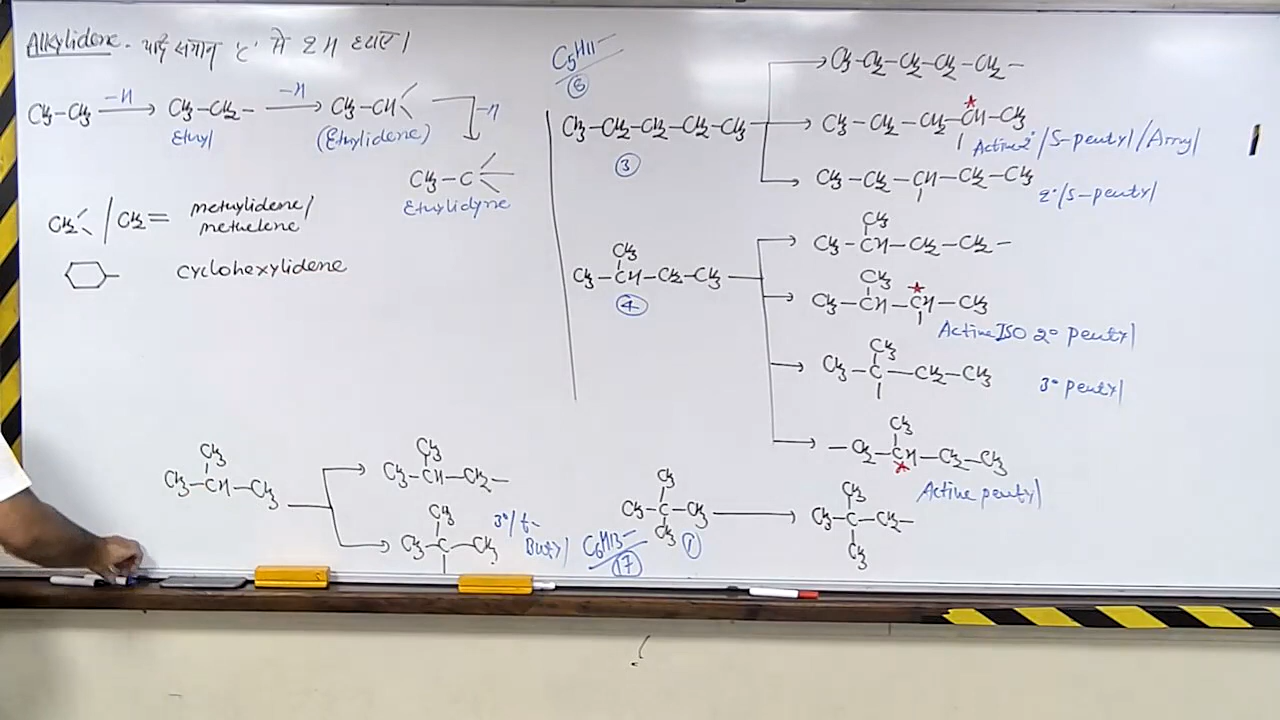 Alkylidene - यदि समान 'c' से 2H हटाए।
CH3-CH2 -H→ CH3-CH2- -H→ CH3-CH< -H
Ethyl (Ethylidene)
CH3-C
Ethylidyne
CH2< / CH2= methylidene/
methelene
cyclohexylidene
CH3
CH3-CH-CH3
CH3
CH3-CH-CH2-
CH3
CH3-C-CH3 3°/t-
Butyl
C5H11-
8
CH3-CH2-CH2-CH2-CH3
3
CH3-CH2-CH2-CH2-CH2-
*
CH3-CH2-CH2-CH-CH3
Active 2°/S-pentyl/Amyl
CH3-CH2-CH-CH2-CH3
2°/S-pentyl
CH3
CH3-CH-CH2-CH3
4
CH3
CH3-CH-CH2-CH2-
CH3 *
CH3-CH-CH-CH3
Active ISO 2° pentyl
CH3
CH3-C-CH2-CH3 3° pentyl
CH3
-CH2-CH-CH2-CH3
*
Active pentyl
CH3
CH3-C-CH3
CH3
1
CH3
CH3-C-CH2-
CH3
C6H13-
17